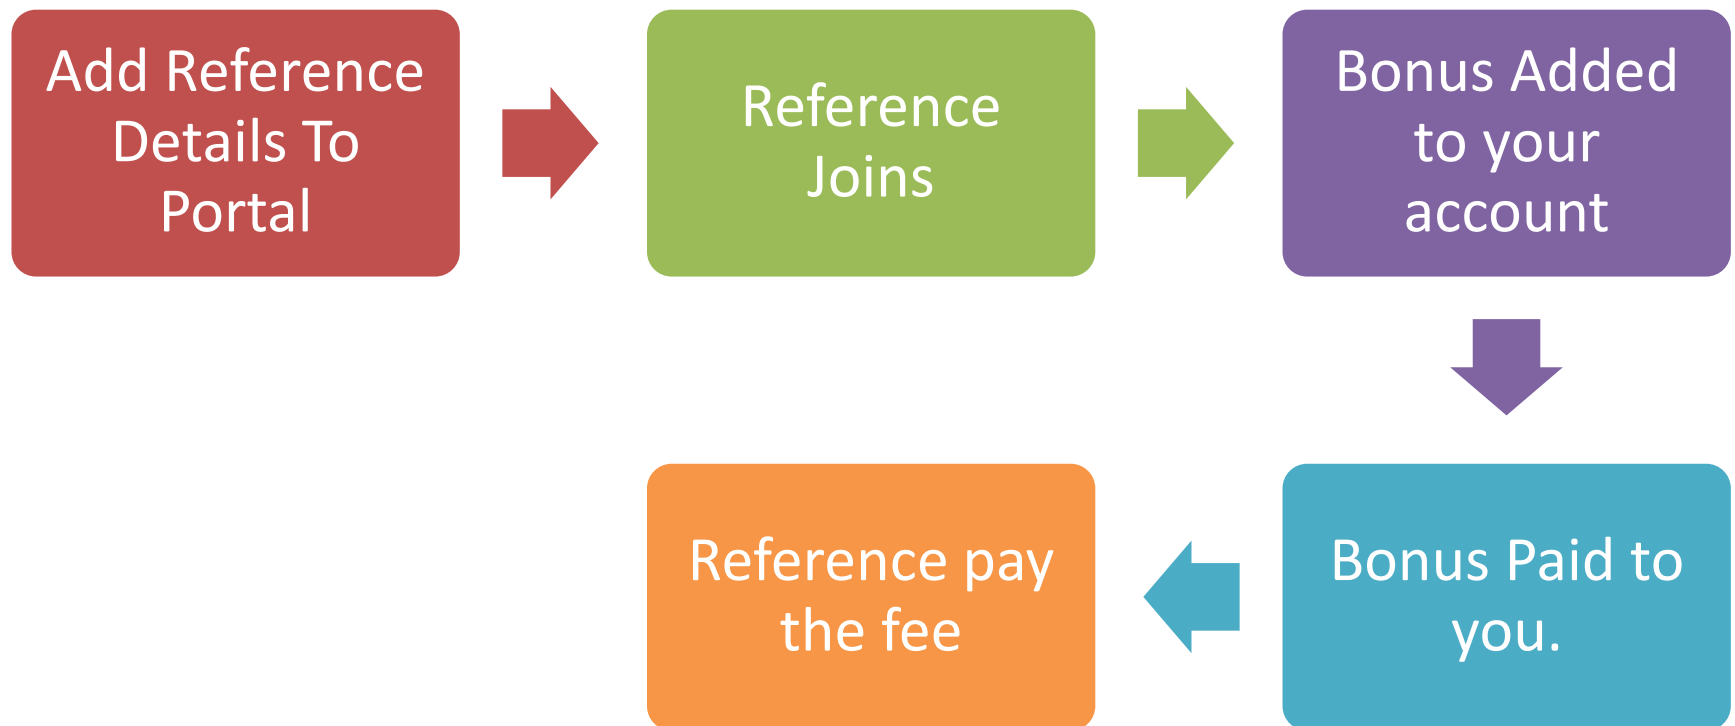 Add Reference
Details To
Portal
Reference
Joins
Bonus Added
to your
account
Bonus Paid to
you.
Reference pay
the fee